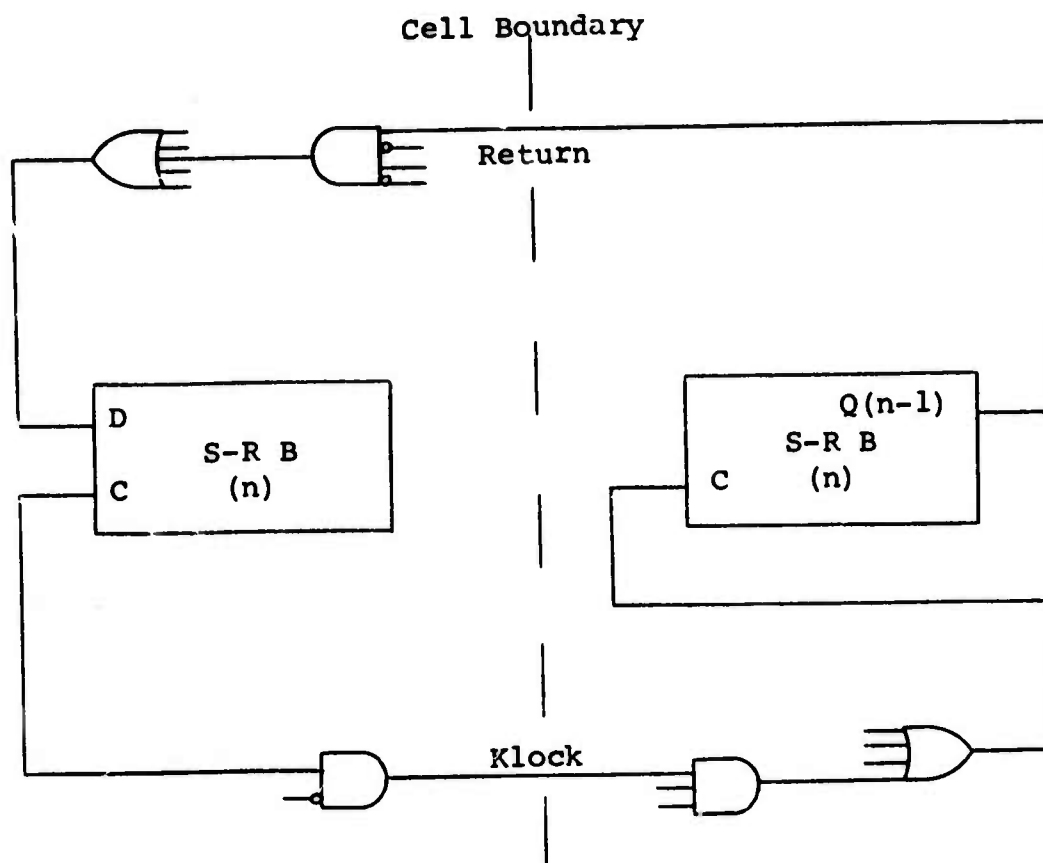 Cell Boundary
Return
D
S-R B
(n)
C
Q(n-1)
S-R B
C
(n)
Klock